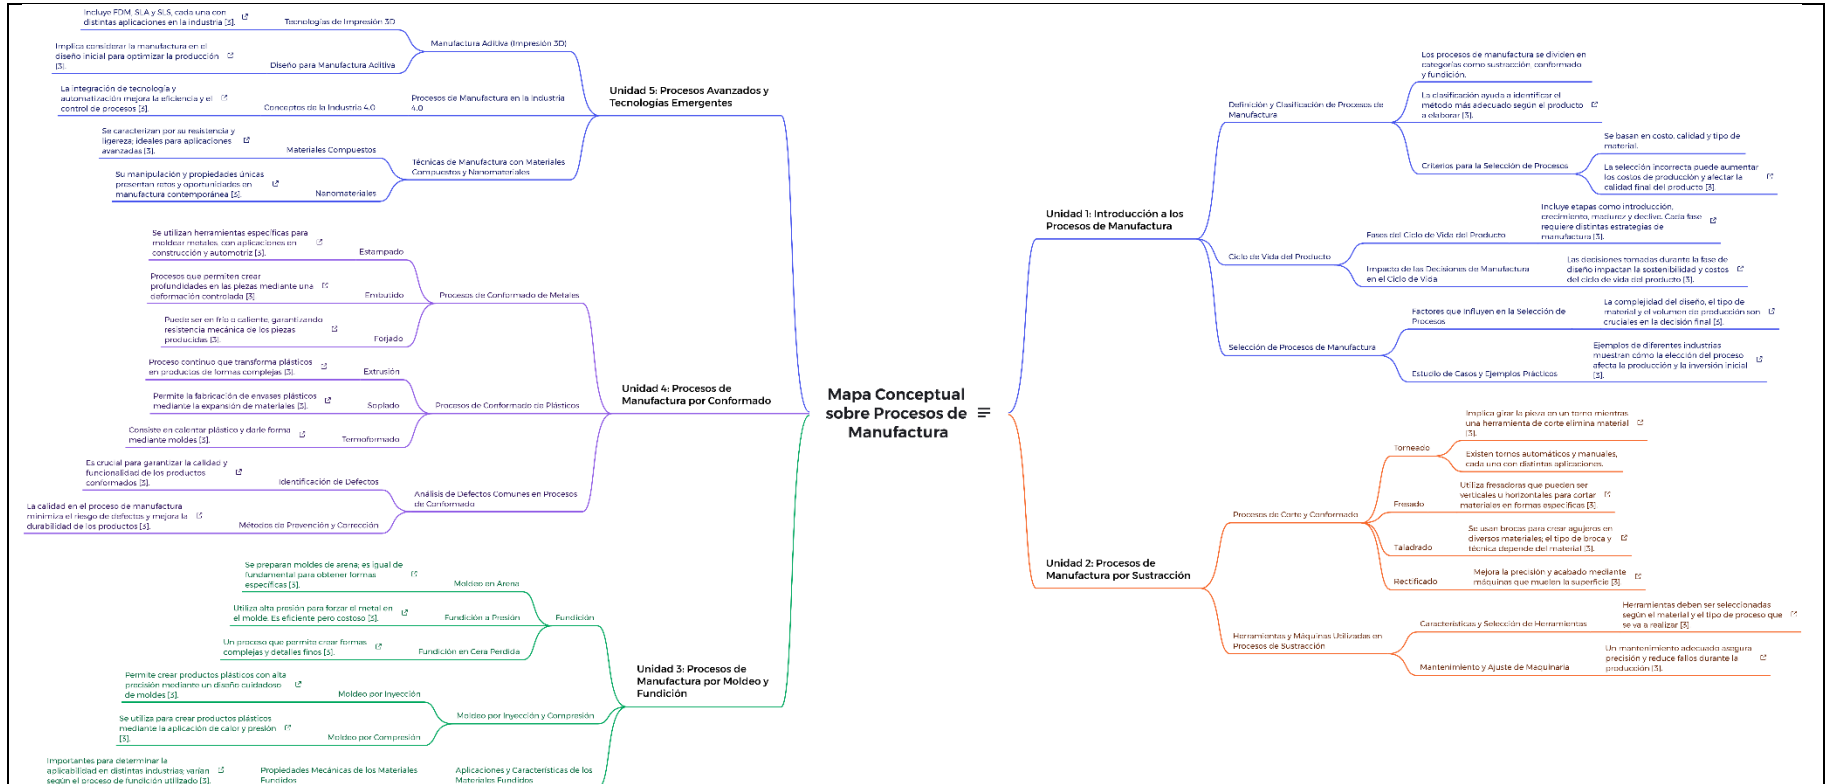 Mapa Conceptual
sobre Procesos de
Manufactura
Unidad 1: Introducción a los
Procesos de Manufactura
Definición y Clasificación de Procesos de
Manufactura
Los procesos de manufactura se dividen en
categorías como sustracción, conformado
y fundición.
La clasificación ayuda a identificar el
método más adecuado según el producto
a elaborar [3].
Criterios para la Selección de Procesos
Se basan en costo, calidad y tipo de
material.
La selección incorrecta puede aumentar
los costos de producción y afectar la
calidad final del producto [3].
Ciclo de Vida del Producto
Fases del Ciclo de Vida del Producto
Incluye etapas como introducción,
crecimiento, madurez y declive. Cada fase
requiere distintas estrategias de
manufactura [3].
Impacto de las Decisiones de Manufactura
en el Ciclo de Vida
Las decisiones tomadas durante la fase de
diseño impactan la sostenibilidad y costos
del ciclo de vida del producto [3].
Selección de Procesos de Manufactura
Factores que Influyen en la Selección de
Procesos
La complejidad del diseño, el tipo de
material y el volumen de producción son
cruciales en la decisión final [3].
Estudio de Casos y Ejemplos Prácticos
Ejemplos de diferentes industrias
muestran cómo la elección del proceso
afecta la producción y la inversión inicial
[3].
Unidad 2: Procesos de
Manufactura por Sustracción
Procesos de Corte y Conformado
Torneado
Implica girar la pieza en un torno mientras
una herramienta de corte elimina material
[3].
Existen tornos automáticos y manuales,
cada uno con distintas aplicaciones.
Fresado
Utiliza fresadoras que pueden ser
verticales u horizontales para cortar
materiales en formas específicas [3].
Taladrado
Se usan brocas para crear agujeros en
diversos materiales; el tipo de broca y
técnica depende del material [3].
Rectificado
Mejora la precisión y acabado mediante
máquinas que muelen la superficie [3].
Herramientas y Máquinas Utilizadas en
Procesos de Sustracción
Características y Selección de Herramientas
Herramientas deben ser seleccionadas
según el material y el tipo de proceso que
se va a realizar [3].
Mantenimiento y Ajuste de Maquinaria
Un mantenimiento adecuado asegura
precisión y reduce fallos durante la
producción [3].
Unidad 3: Procesos de
Manufactura por Moldeo y
Fundición
Fundición
Moldeo en Arena
Se preparan moldes de arena; es igual de
fundamental para obtener formas
específicas [3].
Fundición a Presión
Utiliza alta presión para forzar el metal en
el molde. Es eficiente pero costoso [3].
Fundición en Cera Perdida
Un proceso que permite crear formas
complejas y detalles finos [3].
Moldeo por Inyección y Compresión
Moldeo por Inyección
Permite crear productos plásticos con alta
precisión mediante un diseño cuidadoso
de moldes [3].
Moldeo por Compresión
Se utiliza para crear productos plásticos
mediante la aplicación de calor y presión
[3].
Aplicaciones y Características de los
Materiales Fundidos
Propiedades Mecánicas de los Materiales
Fundidos
Importantes para determinar la
aplicabilidad en distintas industrias; varían
según el proceso de fundición utilizado [3].
Unidad 4: Procesos de
Manufactura por Conformado
Procesos de Conformado de Metales
Estampado
Se utilizan herramientas específicas para
moldear metales, con aplicaciones en
construcción y automotriz [3].
Embutido
Procesos que permiten crear
profundidades en las piezas mediante una
deformación controlada [3].
Forjado
Puede ser en frío o caliente, garantizando
resistencia mecánica de los piezas
producidas [3].
Procesos de Conformado de Plásticos
Extrusión
Proceso continuo que transforma plásticos
en productos de formas complejas [3].
Soplado
Permite la fabricación de envases plásticos
mediante la expansión de materiales [3].
Termoformado
Consiste en calentar plástico y darle forma
mediante moldes [3].
Análisis de Defectos Comunes en Procesos
de Conformado
Identificación de Defectos
Es crucial para garantizar la calidad y
funcionalidad de los productos
conformados [3].
Métodos de Prevención y Corrección
La calidad en el proceso de manufactura
minimiza el riesgo de defectos y mejora la
durabilidad de los productos [3].
Unidad 5: Procesos Avanzados y
Tecnologías Emergentes
Manufactura Aditiva (Impresión 3D)
Tecnologías de Impresión 3D
Incluye FDM, SLA y SLS, cada una con
distintas aplicaciones en la industria [3].
Diseño para Manufactura Aditiva
Implica considerar la manufactura en el
diseño inicial para optimizar la producción
[3].
Procesos de Manufactura en la Industria
4.0
Conceptos de la Industria 4.0
La integración de tecnología y
automatización mejora la eficiencia y el
control de procesos [3].
Técnicas de Manufactura con Materiales
Compuestos y Nanomateriales
Materiales Compuestos
Se caracterizan por su resistencia y
ligereza; ideales para aplicaciones
avanzadas [3].
Nanomateriales
Su manipulación y propiedades únicas
presentan retos y oportunidades en
manufactura contemporánea [3].